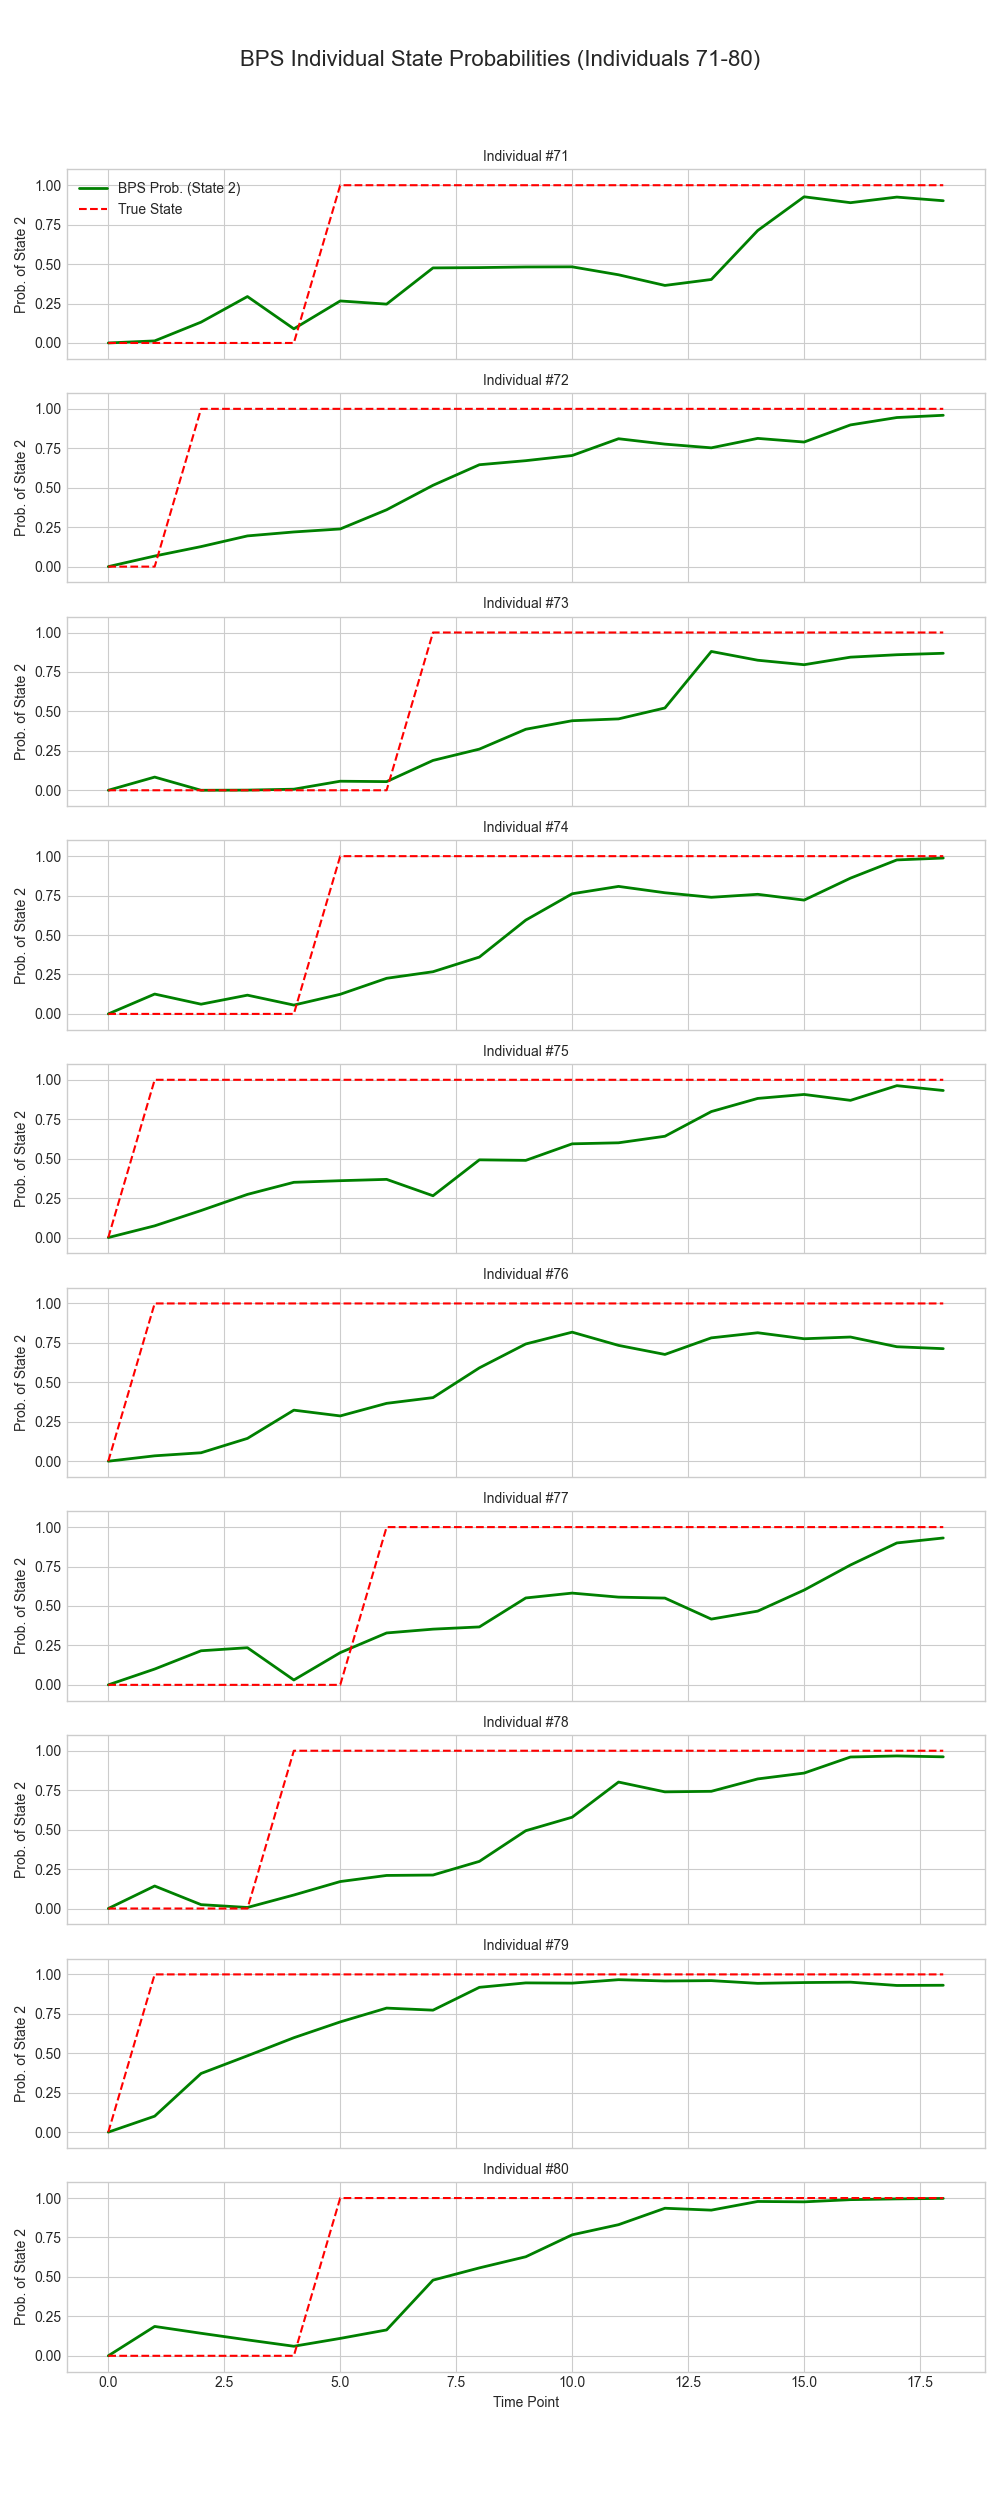 BPS Individual State Probabilities (Individuals 71-80)
Individual #71
1.00
0.75
0.50
0.25
0.00
Prob. of State 2
BPS Prob. (State 2)
True State
Individual #72
1.00
0.75
0.50
0.25
0.00
Prob. of State 2
Individual #73
1.00
0.75
0.50
0.25
0.00
Prob. of State 2
Individual #74
1.00
0.75
0.50
0.25
0.00
Prob. of State 2
Individual #75
1.00
0.75
0.50
0.25
0.00
Prob. of State 2
Individual #76
1.00
0.75
0.50
0.25
0.00
Prob. of State 2
Individual #77
1.00
0.75
0.50
0.25
0.00
Prob. of State 2
Individual #78
1.00
0.75
0.50
0.25
0.00
Prob. of State 2
Individual #79
1.00
0.75
0.50
0.25
0.00
Prob. of State 2
Individual #80
1.00
0.75
0.50
0.25
0.00
Prob. of State 2
0.0 2.5 5.0 7.5 10.0 12.5 15.0 17.5
Time Point